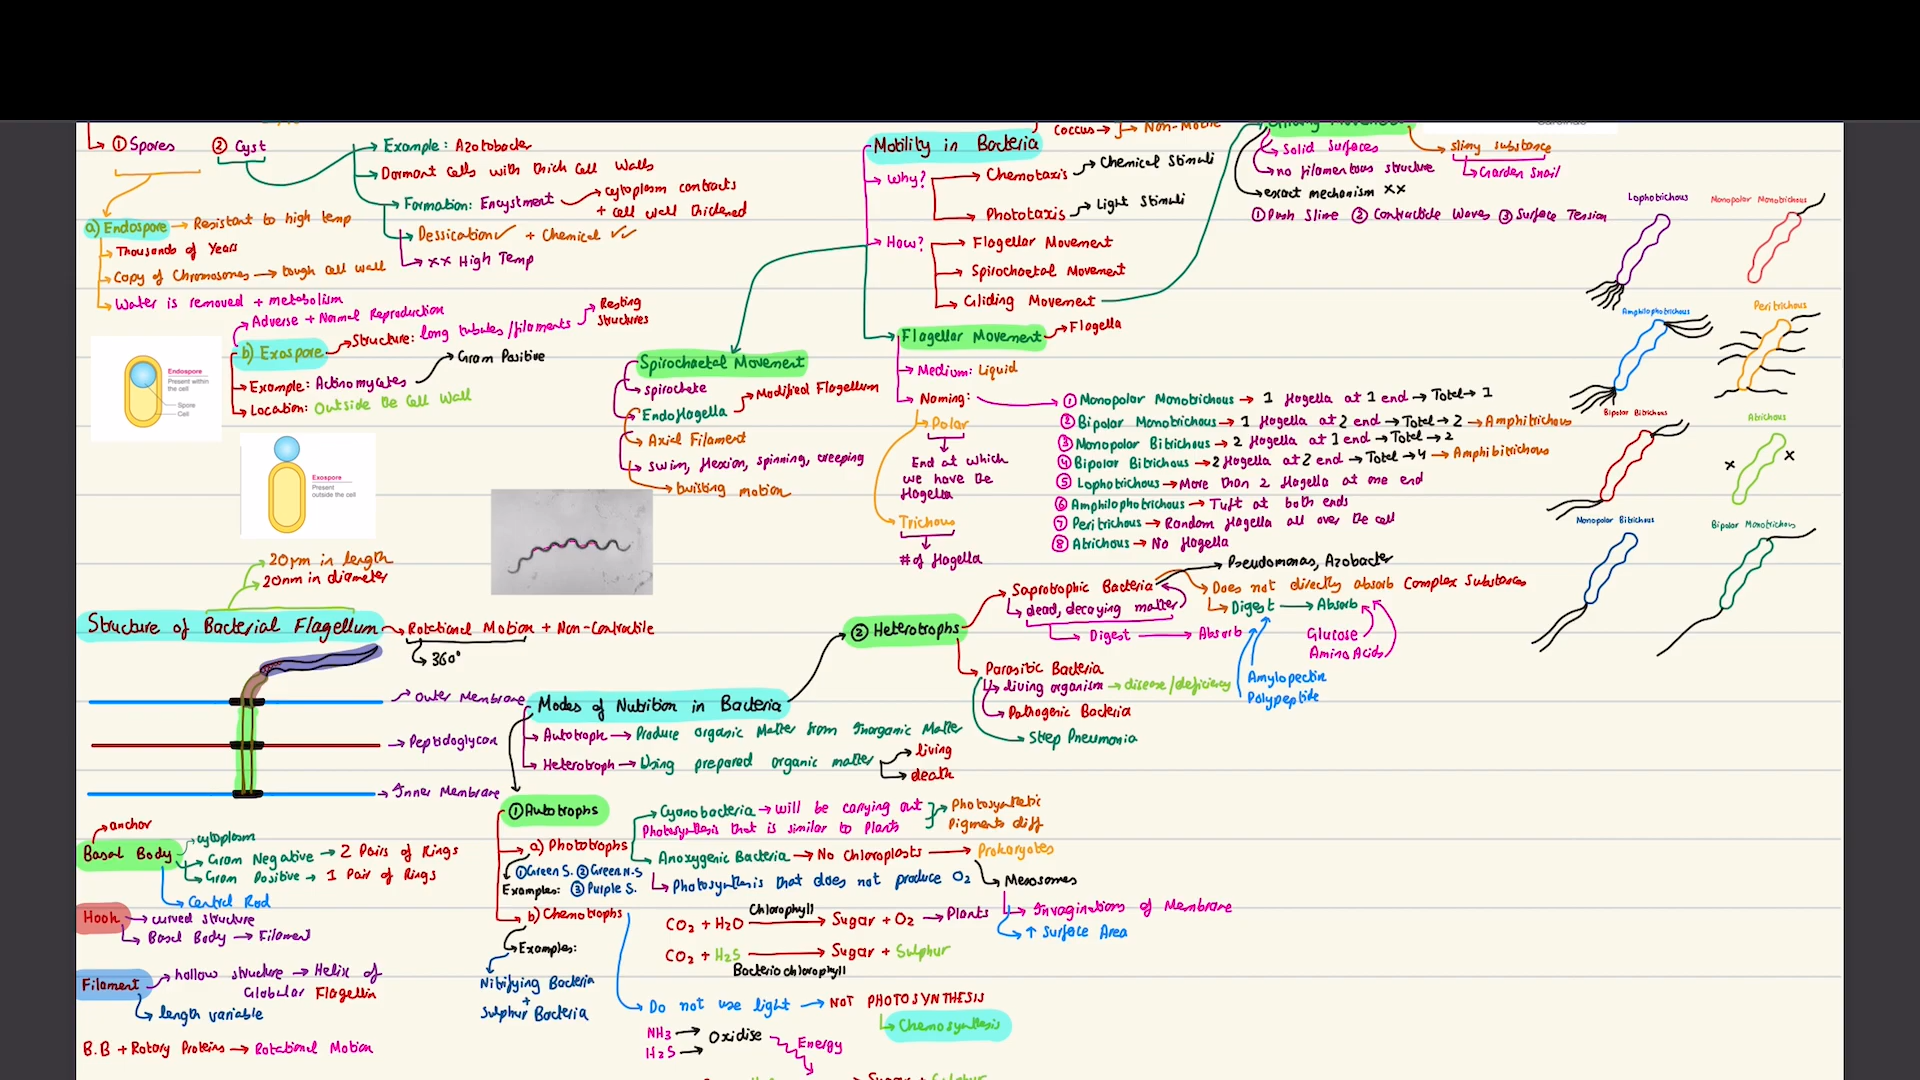 ① Spores
② Cyst
Example: Azotobacter
Dormant Cells with thick Cell Walls
Formation: Encystment
cytoplasm contracts
+ cell wall thickened
Dessication ✓ + Chemical ✓✓
xx High Temp
a) Endospore → Resistant to high temp
Thousands of Years
Copy of Chromosomes → tough cell wall
Water is removed + metabolism
Adverse + Normal Reproduction
b) Exospore
Structure: long tubules/filaments
Resting
Structures
Example: Actinomycetes
Gram Positive
Location: Outside the Cell Wall
Endospore
Present within
the cell
Spore
Cell
Exospore
Present
outside the cell
Motility in Bacteria
Coccus → Non-Motile
Why?
Chemotaxis
Chemical Stimuli
Phototaxis
Light Stimuli
How?
Flagellar Movement
Spirochaetal Movement
Gliding Movement
Solid Surfaces
no filamentous structure
exact mechanism xx
slimy substance
Garden Snail
① Push Slime ② Contractile Waves ③ Surface Tension
Spirochaetal Movement
spirochete
Endoflagella
Modified Flagellum
Axial Filament
swim, flexion, spinning, creeping
twisting motion
Flagellar Movement → Flagella
Medium: Liquid
Naming:
Polar
End at which
we have the
flagella
Trichous
# of flagella
① Monopolar Monotrichous → 1 flagella at 1 end → Total → 1
② Bipolar Monotrichous → 1 flagella at 2 end → Total → 2 → Amphitrichous
③ Monopolar Bitrichous → 2 flagella at 1 end → Total → 2
④ Bipolar Bitrichous → 2 flagella at 2 end → Total → 4 → Amphibitrichous
⑤ Lophotrichous → More than 2 flagella at one end
⑥ Amphilophotrichous → Tuft at both ends
⑦ Peritrichous → Random flagella all over the cell
⑧ Atrichous → No flagella
Lophotrichous
Monopolar Monotrichous
Amphilophotrichous
Peritrichous
Bipolar Bitrichous
Atrichous
Monopolar Bitrichous
Bipolar Monotrichous
20μm in length
20nm in diameter
Structure of Bacterial Flagellum
Rotational Motion + Non-Contractile
360°
Outer Membrane
Peptidoglycan
Inner Membrane
anchor
Basal Body
cytoplasm
Gram Negative → 2 Pairs of Rings
Gram Positive → 1 Pair of Rings
Central Rod
Hook
curved structure
Basal Body → Filament
Filament
hollow structure → Helix of
Globular Flagellin
length variable
B.B + Rotary Proteins → Rotational Motion
Modes of Nutrition in Bacteria
Autotroph → Produce organic Matter from Inorganic Matter
Heterotroph → Using prepared organic matter
living
death
② Heterotrophs
Saprotrophic Bacteria
Pseudomonas, Azobacter
dead, decaying matter
Digest → Absorb
Does not directly absorb Complex Substances
Digest → Absorb
Glucose
Amino Acids
Amylopectin
Polypeptide
Parasitic Bacteria
living organism → disease/deficiency
Pathogenic Bacteria
Strep Pneumonia
① Autotrophs
a) Phototrophs
① Green S. ② Green N.S
Examples: ③ Purple S.
Cyanobacteria → will be carrying out
Photosynthesis that is similar to Plants
Photosynthetic
Pigments diff
Anoxygenic Bacteria → No Chloroplasts → Prokaryotes
Photosynthesis that does not produce O2
Mesosomes
Invaginations of Membrane
↑ Surface Area
b) Chemotrophs
Examples:
Nitrifying Bacteria
+
Sulphur Bacteria
Chlorophyll
CO2 + H2O → Sugar + O2 → Plants
CO2 + H2S → Sugar + Sulphur
Bacteriochlorophyll
Do not use light → NOT PHOTOSYNTHESIS
Chemosynthesis
NH3 →
H2S →
Oxidise
Energy